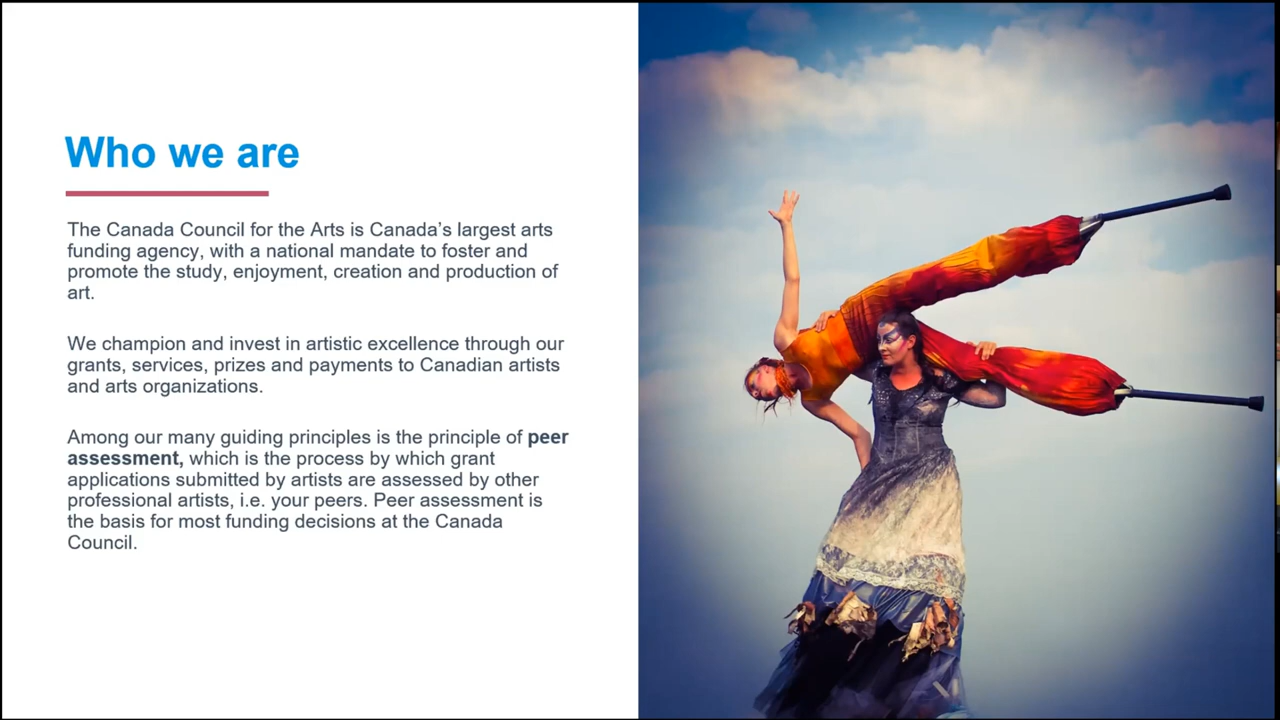 Who we are
The Canada Council for the Arts is Canada’s largest arts
funding agency, with a national mandate to foster and
promote the study, enjoyment, creation and production of
art.
We champion and invest in artistic excellence through our
grants, services, prizes and payments to Canadian artists
and arts organizations.
Among our many guiding principles is the principle of peer
assessment, which is the process by which grant
applications submitted by artists are assessed by other
professional artists, i.e. your peers. Peer assessment is
the basis for most funding decisions at the Canada
Council.